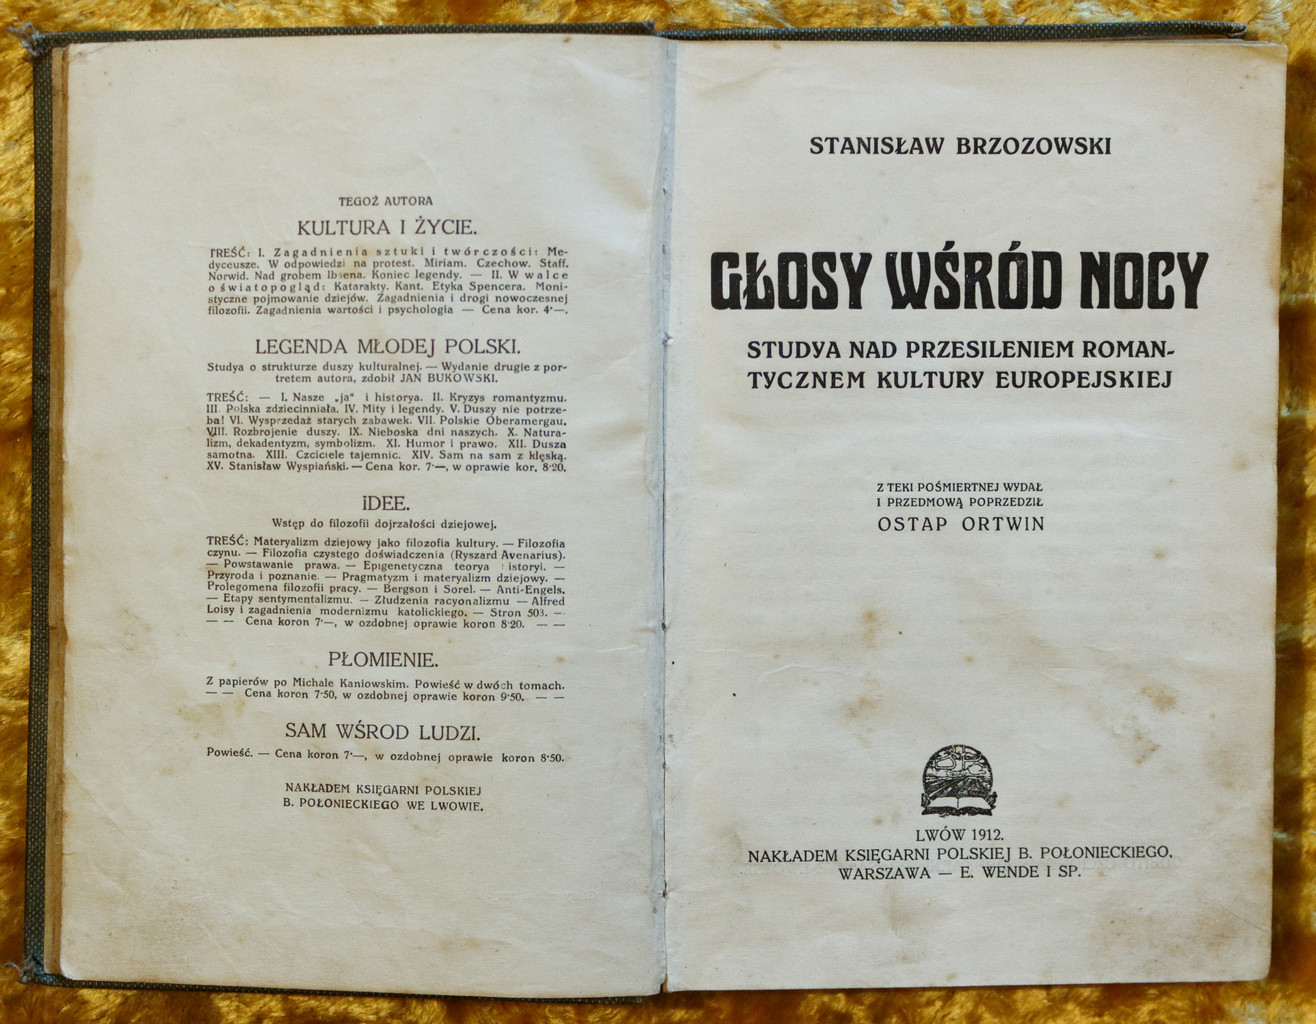 TEGOŻ AUTORA
KULTURA I ŻYCIE.
TREŚĆ: I. Zagadnienia sztuki i twórczości: Me-
dyceusze. W odpowiedzi na protest. Miriam. Czechow. Staff.
Norwid. Nad grobem Ibsena. Koniec legendy. — II. W walce
o światopogląd: Katarakty. Kant. Etyka Spencera. Moni-
styczne pojmowanie dziejów. Zagadnienia i drogi nowoczesnej
filozofii. Zagadnienia wartości i psychologia — Cena kor. 4·—.
LEGENDA MŁODEJ POLSKI.
Studya o strukturze duszy kulturalnej. — Wydanie drugie z por-
tretem autora, zdobił JAN BUKOWSKI.
TREŚĆ: — I. Nasze „ja“ i historya. II. Kryzys romantyzmu.
III. Polska zdziecinniała. IV. Mity i legendy. V. Duszy nie potrze-
ba! VI. Wysprzedaż starych zabawek. VII. Polskie Oberamergau.
VIII. Rozbrojenie duszy. IX. Nieboska dni naszych. X. Natura-
lizm, dekadentyzm, symbolizm. XI. Humor i prawo. XII. Dusza
samotna. XIII. Czciciele tajemnic. XIV. Sam na sam z klęską.
XV. Stanisław Wyspiański. — Cena kor. 7·—, w oprawie kor. 8·20.
IDEE.
Wstęp do filozofii dojrzałości dziejowej.
TREŚĆ: Materyalizm dziejowy jako filozofia kultury. — Filozofia
czynu. — Filozofia czystego doświadczenia (Ryszard Avenarius).
— Powstawanie prawa. — Epigenetyczna teorya istoryi. —
Przyroda i poznanie. — Pragmatyzm i materyalizm dziejowy. —
Prolegomena filozofii pracy. — Bergson i Sorel. — Anti-Engels.
— Etapy sentymentalizmu. — Złudzenia racyonalizmu — Alfred
Loisy i zagadnienia modernizmu katolickiego. — Stron 503. —
— — Cena koron 7·—, w ozdobnej oprawie koron 8·20. — —
PŁOMIENIE.
Z papierów po Michale Kaniowskim. Powieść w dwóch tomach.
— — Cena koron 7·50, w ozdobnej oprawie koron 9·50. — —
SAM WŚROD LUDZI.
Powieść. — Cena koron 7·—, w ozdobnej oprawie koron 8·50.
NAKŁADEM KSIĘGARNI POLSKIEJ
B. POŁONIECKIEGO WE LWOWIE.
STANISŁAW BRZOZOWSKI
GŁOSY WŚRÓD NOCY
STUDYA NAD PRZESILENIEM ROMAN-
TYCZNEM KULTURY EUROPEJSKIEJ
Z TEKI POŚMIERTNEJ WYDAŁ
I PRZEDMOWĄ POPRZEDZIŁ
OSTAP ORTWIN
LWÓW 1912.
NAKŁADEM KSIĘGARNI POLSKIEJ B. POŁONIECKIEGO.
WARSZAWA — E. WENDE I SP.